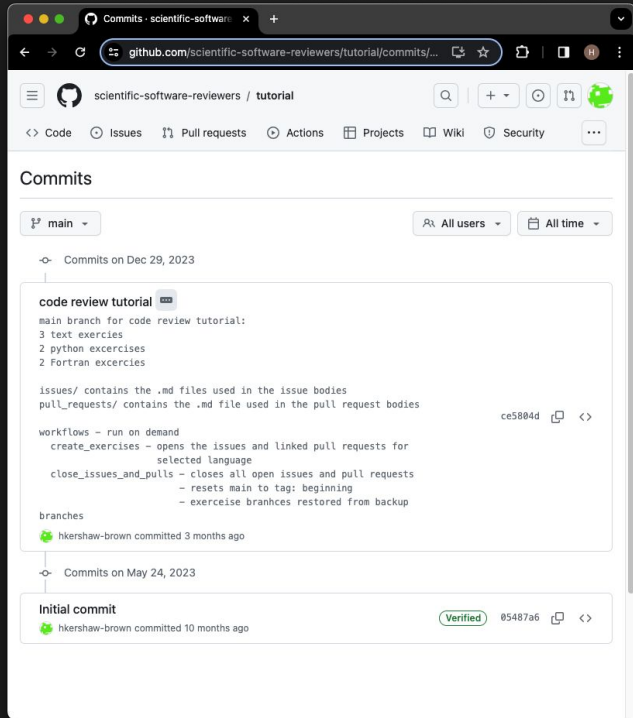 Commits · scientific-software
github.com/scientific-software-reviewers/tutorial/commits/...
H
scientific-software-reviewers / tutorial
Code Issues Pull requests Actions Projects Wiki Security
Commits
main All users All time
Commits on Dec 29, 2023
code review tutorial
main branch for code review tutorial:
3 text exercies
2 python excercises
2 Fortran excercies
issues/ contains the .md files used in the issue bodies
pull_requests/ contains the .md file used in the pull request bodies
ce5804d
workflows – run on demand
create_exercises – opens the issues and linked pull requests for
selected language
close_issues_and_pulls – closes all open issues and pull requests
– resets main to tag: beginning
– exerceise branhces restored from backup
branches
hkershaw-brown committed 3 months ago
Commits on May 24, 2023
Initial commit
Verified 05487a6
hkershaw-brown committed 10 months ago